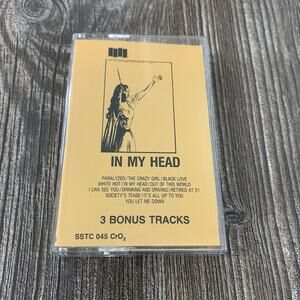 IN MY HEAD
PARALYZED / THE CRAZY GIRL / BLACK LOVE
WHITE HOT / IN MY HEAD / OUT OF THIS WORLD
I CAN SEE YOU / DRINKING AND DRIVING / RETIRED AT 21
SOCIETY'S TEASE / IT'S ALL UP TO YOU
YOU LET ME DOWN
3 BONUS TRACKS
SSTC 045 CrO₂